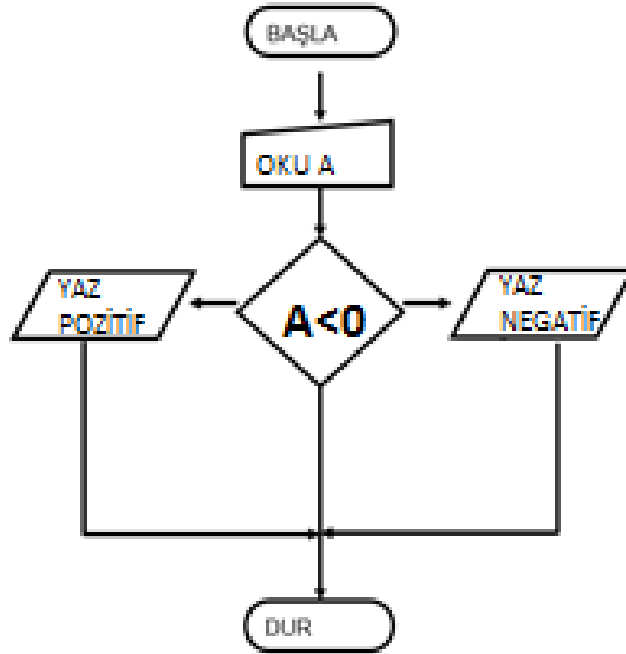 BAŞLA
OKU A
A<0
YAZ
POZİTİF
YAZ
NEGATİF
DUR